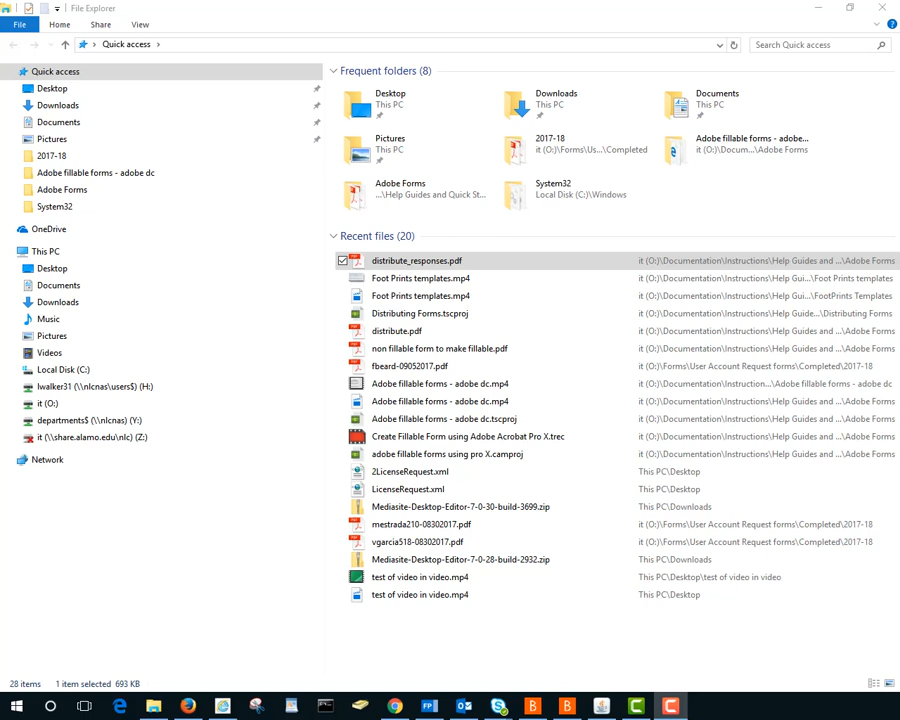 File Explorer
File Home Share View
Quick access
Search Quick access
Quick access
Desktop
Downloads
Documents
Pictures
2017-18
Adobe fillable forms - adobe dc
Adobe Forms
System32
OneDrive
This PC
Desktop
Documents
Downloads
Music
Pictures
Videos
Local Disk (C:)
lwalker31 (\\nlcnas\users$) (H:)
it (O:)
departments$ (\\nlcnas) (Y:)
it (\\share.alamo.edu\nlc) (Z:)
Network
Frequent folders (8)
Desktop
This PC
Downloads
This PC
Documents
This PC
Pictures
This PC
2017-18
it (O:)\Forms\Us...\Completed
Adobe fillable forms - adobe...
it (O:)\Docum...\Adobe Forms
Adobe Forms
...\Help Guides and Quick St...
System32
Local Disk (C:)\Windows
Recent files (20)
distribute_responses.pdf it (O:)\Documentation\Instructions\Help Guides and ...\Adobe Forms
Foot Prints templates.mp4 it (O:)\Documentation\Instructions\Help Gui...\Foot Prints templates
Foot Prints templates.mp4 it (O:)\Documentation\Instructions\Help Gui...\FootPrints Templates
Distributing Forms.tscproj it (O:)\Documentation\Instructions\Help Guide...\Distributing Forms
distribute.pdf it (O:)\Documentation\Instructions\Help Guides and ...\Adobe Forms
non fillable form to make fillable.pdf it (O:)\Documentation\Instructions\Help Guides and ...\Adobe Forms
fbeard-09052017.pdf it (O:)\Forms\User Account Request forms\Completed\2017-18
Adobe fillable forms - adobe dc.mp4 it (O:)\Documentation\Instruction...\Adobe fillable forms - adobe dc
Adobe fillable forms - adobe dc.mp4 it (O:)\Documentation\Instructions\Help Guides and ...\Adobe Forms
Adobe fillable forms - adobe dc.tscproj it (O:)\Documentation\Instructions\Help Guides and ...\Adobe Forms
Create Fillable Form using Adobe Acrobat Pro X.trec it (O:)\Documentation\Instructions\Help Guides and ...\Adobe Forms
adobe fillable forms using pro X.camproj it (O:)\Documentation\Instructions\Help Guides and ...\Adobe Forms
2LicenseRequest.xml This PC\Desktop
LicenseRequest.xml This PC\Desktop
Mediasite-Desktop-Editor-7-0-30-build-3699.zip This PC\Downloads
mestrada210-08302017.pdf it (O:)\Forms\User Account Request forms\Completed\2017-18
vgarcia518-08302017.pdf it (O:)\Forms\User Account Request forms\Completed\2017-18
Mediasite-Desktop-Editor-7-0-28-build-2932.zip This PC\Downloads
test of video in video.mp4 This PC\Desktop\test of video in video
test of video in video.mp4 This PC\Desktop
28 items 1 item selected 693 KB